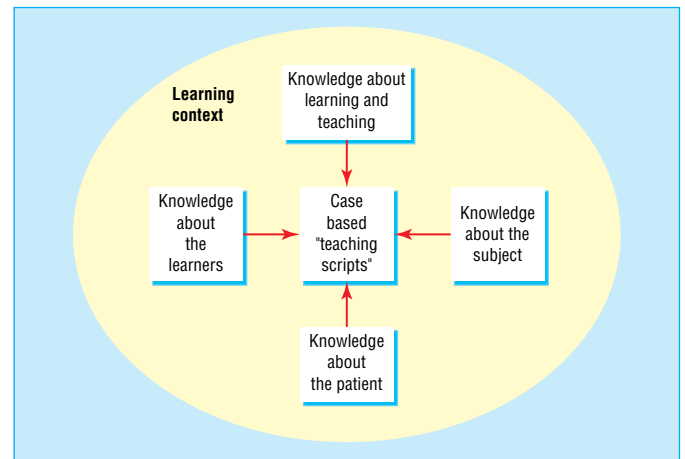 Learning
context
Knowledge about
learning and
teaching
Knowledge
about
the
learners
Case
based
"teaching
scripts"
Knowledge
about the
subject
Knowledge
about
the patient